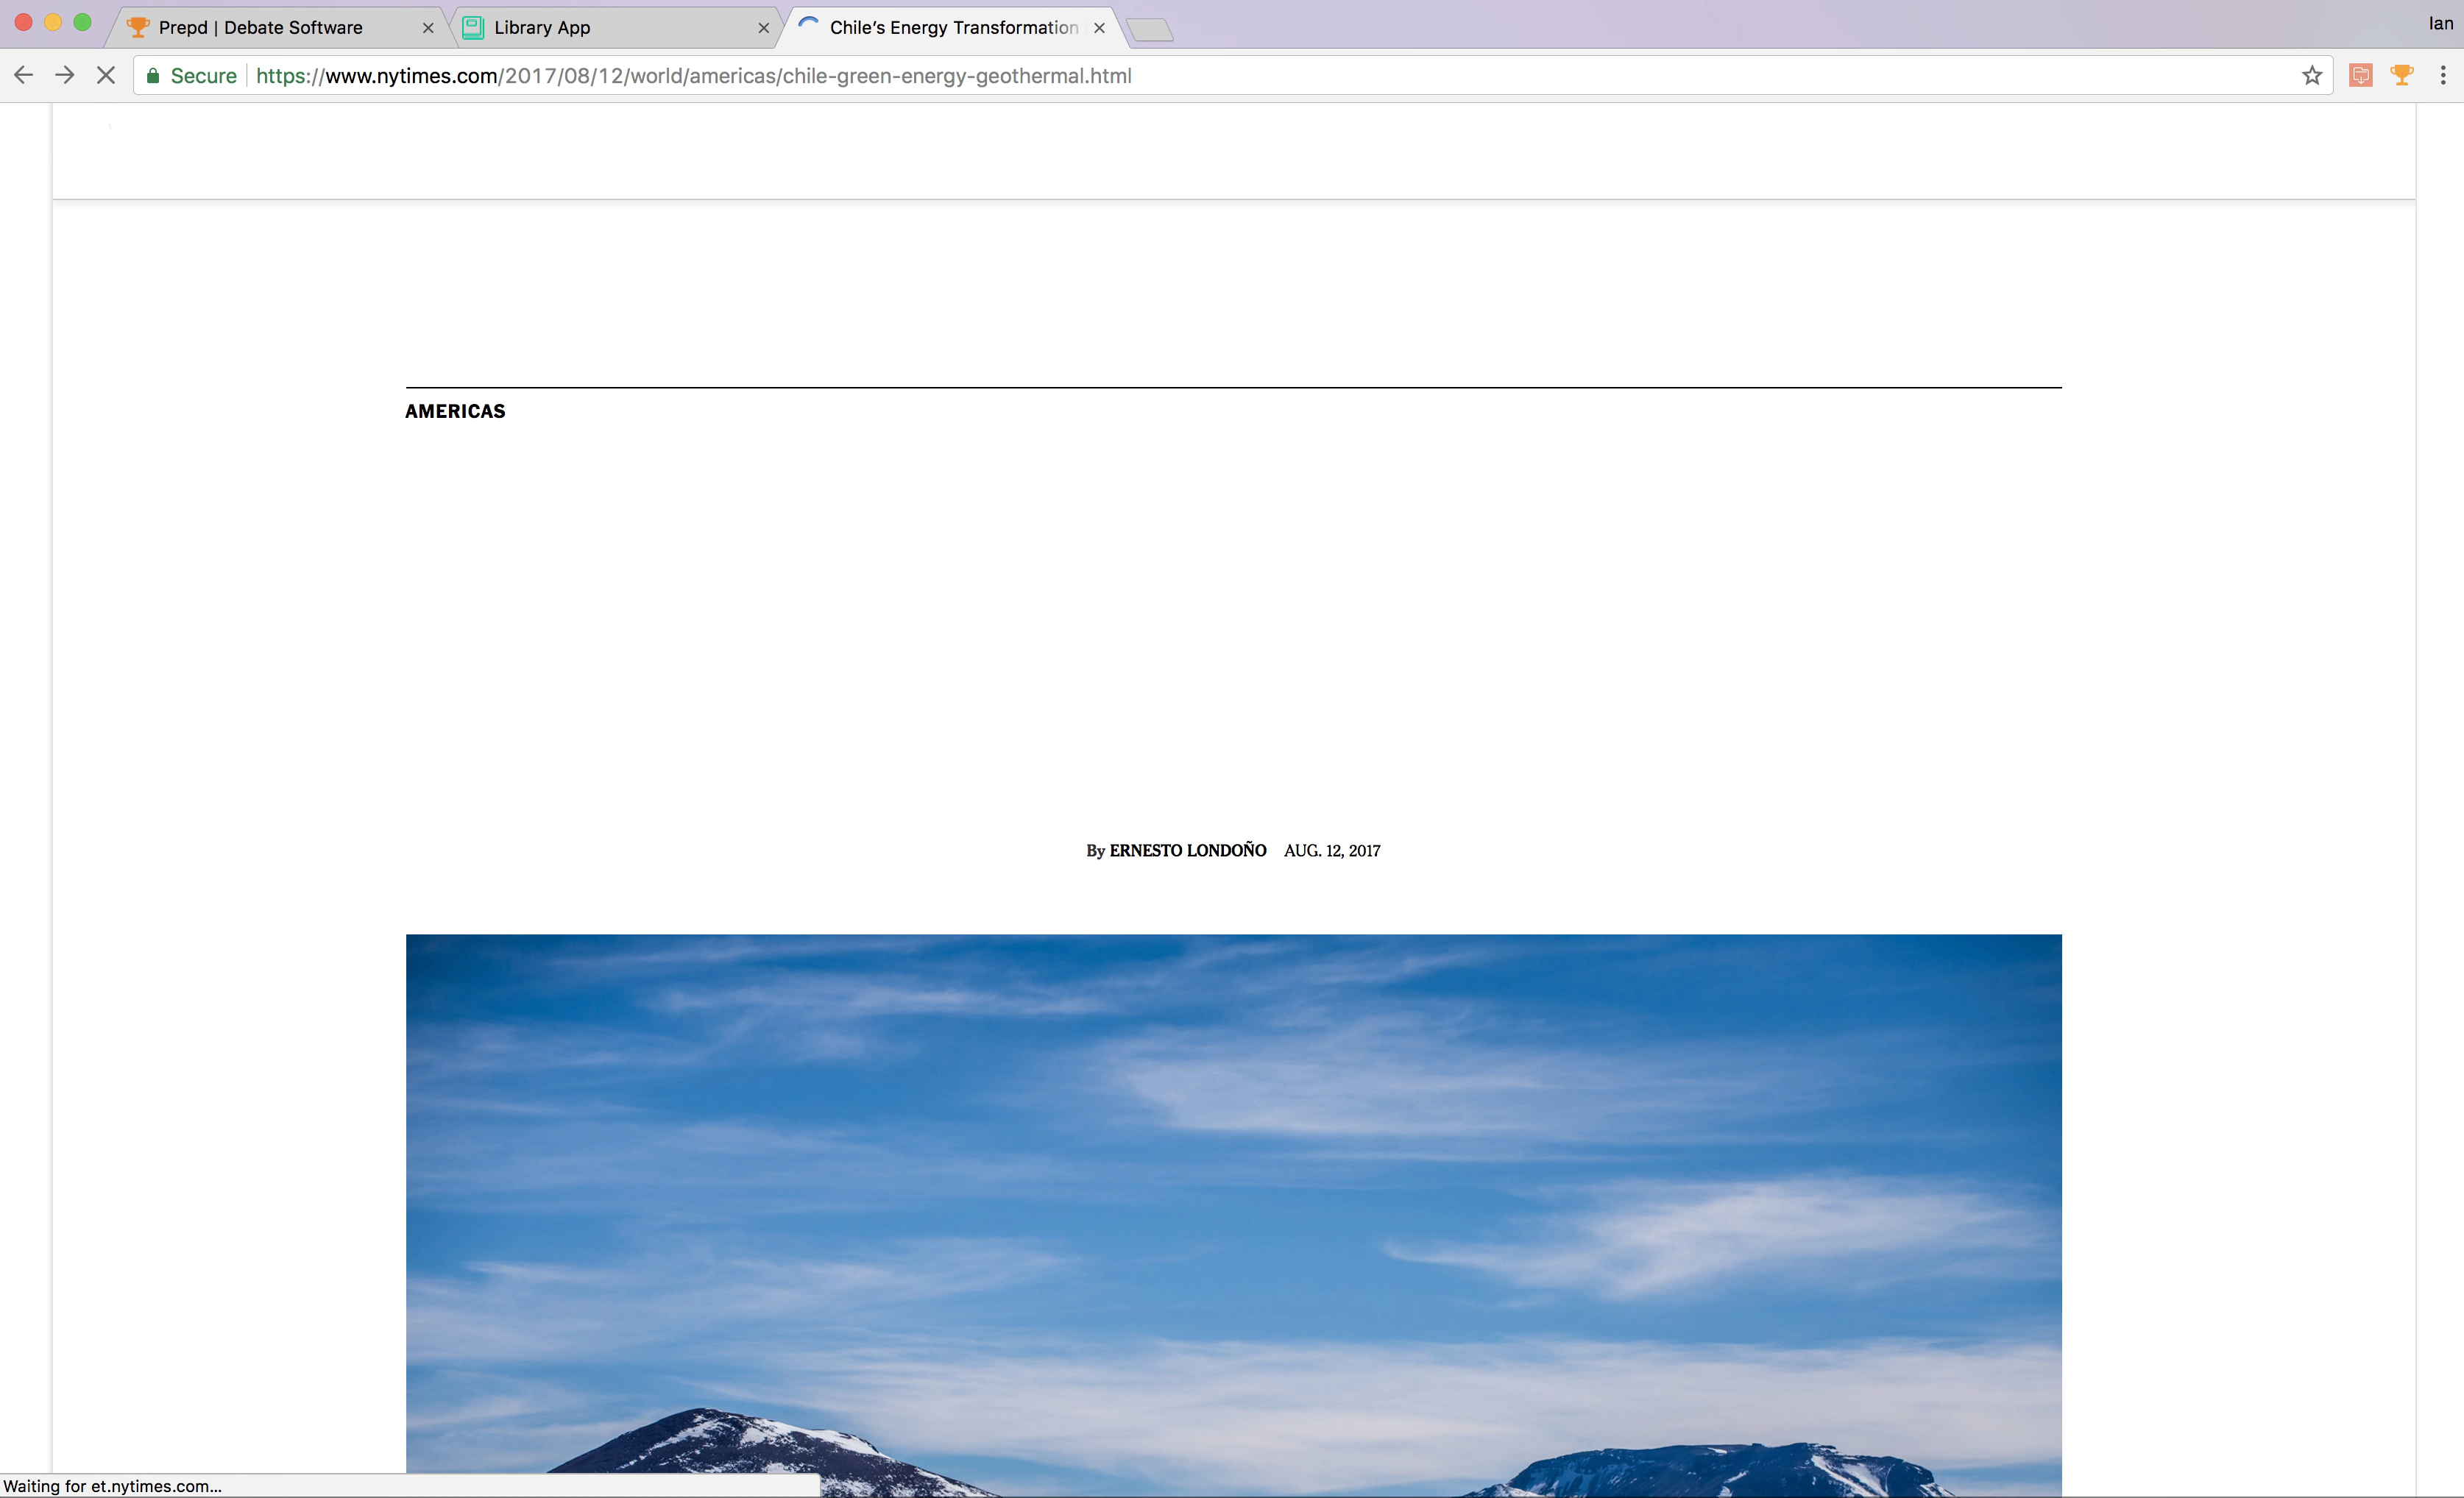 Prepd | Debate Software
Library App
Chile's Energy Transformation
Ian
Secure
https://www.nytimes.com/2017/08/12/world/americas/chile-green-energy-geothermal.html
AMERICAS
By ERNESTO LONDOÑO AUG. 12, 2017
Waiting for et.nytimes.com...